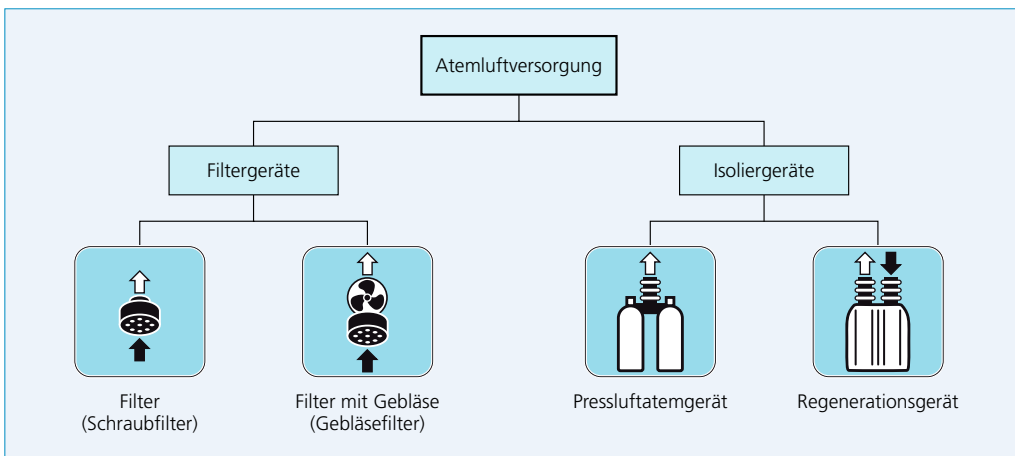 Atemluftversorgung
Filtergeräte
Isoliergeräte
Filter
(Schraubfilter)
Filter mit Gebläse
(Gebläsefilter)
Pressluftatemgerät
Regenerationsgerät